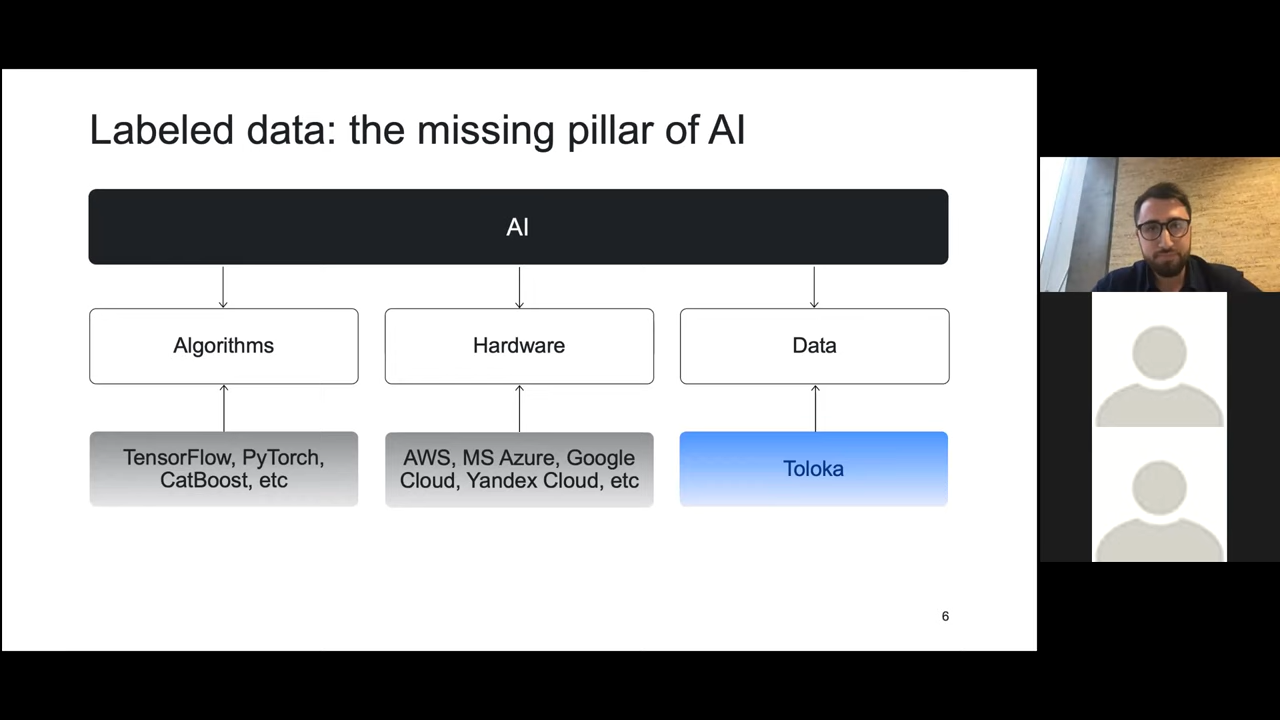 Labeled data: the missing pillar of AI
AI
Algorithms
Hardware
Data
TensorFlow, PyTorch,
CatBoost, etc
AWS, MS Azure, Google
Cloud, Yandex Cloud, etc
Toloka
6